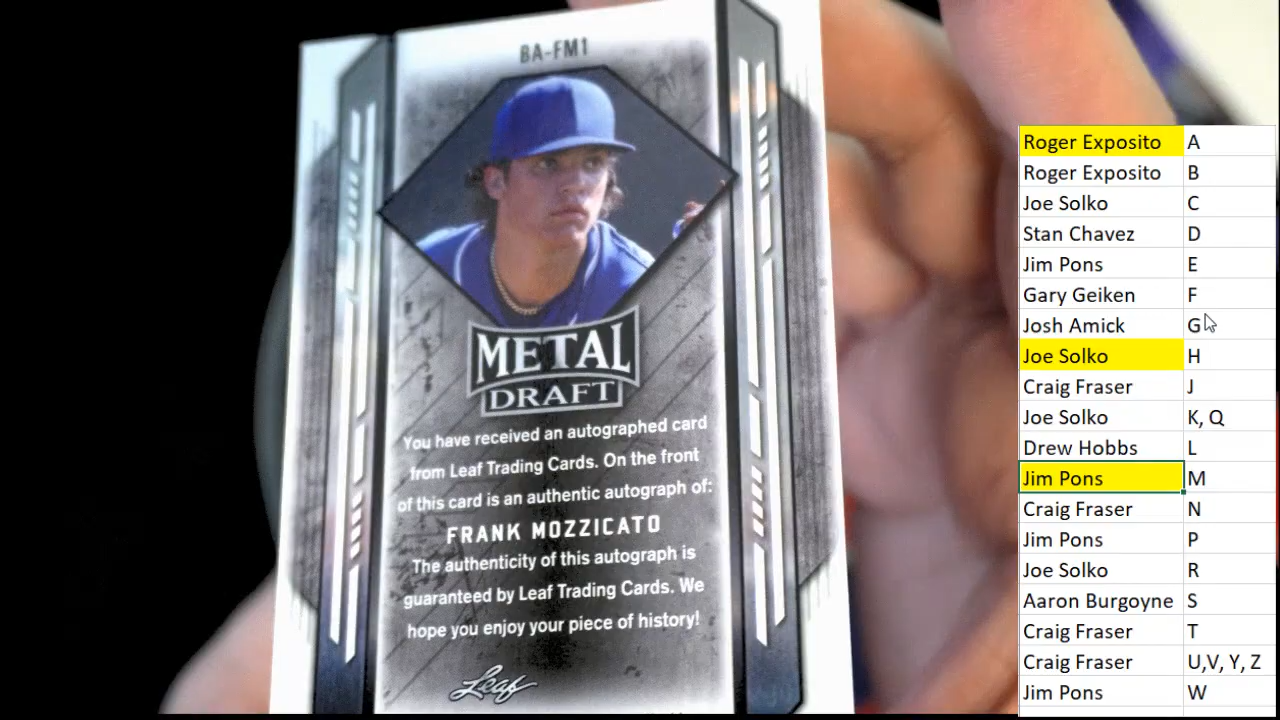 BA-FM1
METAL
DRAFT
You have received an autographed card
from Leaf Trading Cards. On the front
of this card is an authentic autograph of:
FRANK MOZZICATO
The authenticity of this autograph is
guaranteed by Leaf Trading Cards. We
hope you enjoy your piece of history!
Leaf
Roger Exposito A
Roger Exposito B
Joe Solko C
Stan Chavez D
Jim Pons E
Gary Geiken F
Josh Amick G
Joe Solko H
Craig Fraser J
Joe Solko K, Q
Drew Hobbs L
Jim Pons M
Craig Fraser N
Jim Pons P
Joe Solko R
Aaron Burgoyne S
Craig Fraser T
Craig Fraser U,V, Y, Z
Jim Pons W